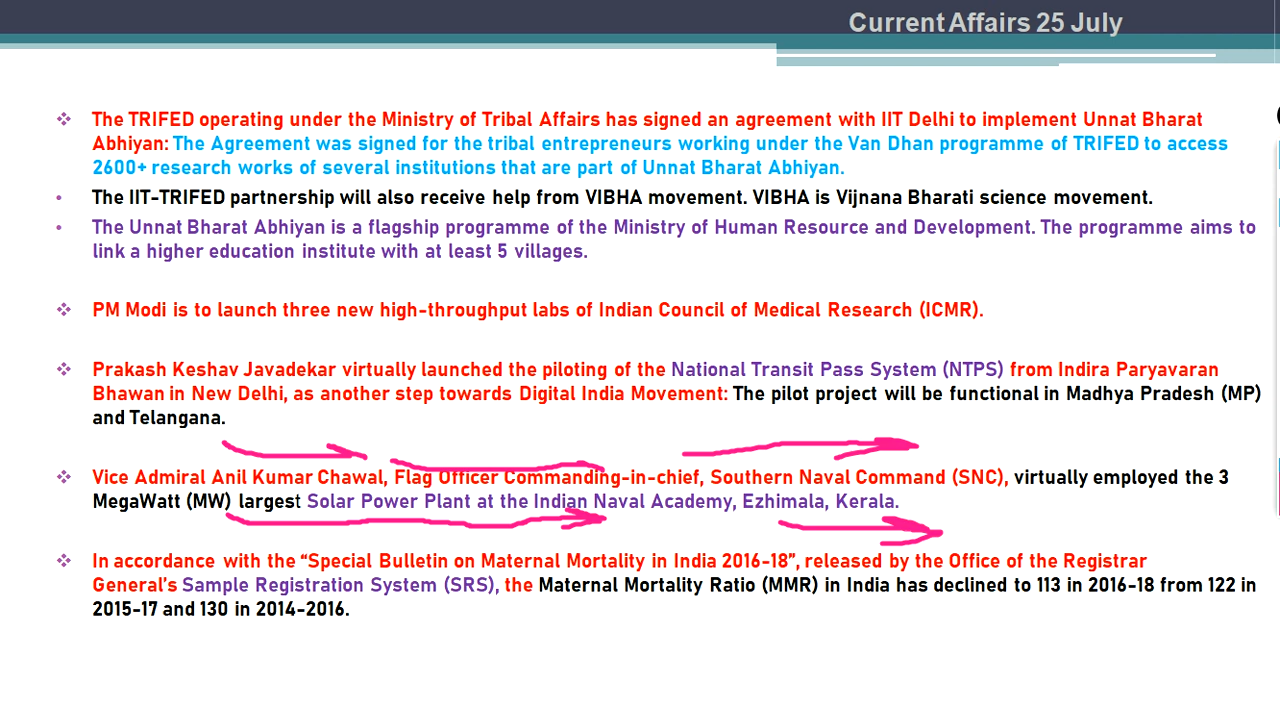 Current Affairs 25 July
❖ The TRIFED operating under the Ministry of Tribal Affairs has signed an agreement with IIT Delhi to implement Unnat Bharat
Abhiyan: The Agreement was signed for the tribal entrepreneurs working under the Van Dhan programme of TRIFED to access
2600+ research works of several institutions that are part of Unnat Bharat Abhiyan.
• The IIT-TRIFED partnership will also receive help from VIBHA movement. VIBHA is Vijnana Bharati science movement.
• The Unnat Bharat Abhiyan is a flagship programme of the Ministry of Human Resource and Development. The programme aims to
link a higher education institute with at least 5 villages.
❖ PM Modi is to launch three new high-throughput labs of Indian Council of Medical Research (ICMR).
❖ Prakash Keshav Javadekar virtually launched the piloting of the National Transit Pass System (NTPS) from Indira Paryavaran
Bhawan in New Delhi, as another step towards Digital India Movement: The pilot project will be functional in Madhya Pradesh (MP)
and Telangana.
❖ Vice Admiral Anil Kumar Chawal, Flag Officer Commanding-in-chief, Southern Naval Command (SNC), virtually employed the 3
MegaWatt (MW) largest Solar Power Plant at the Indian Naval Academy, Ezhimala, Kerala.
❖ In accordance with the “Special Bulletin on Maternal Mortality in India 2016-18”, released by the Office of the Registrar
General’s Sample Registration System (SRS), the Maternal Mortality Ratio (MMR) in India has declined to 113 in 2016-18 from 122 in
2015-17 and 130 in 2014-2016.